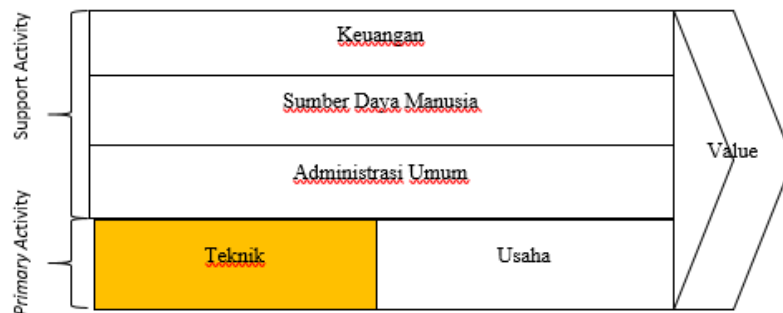 Support Activity
Keuangan
Sumber Daya Manusia
Administrasi Umum
Value
Primary Activity
Teknik
Usaha